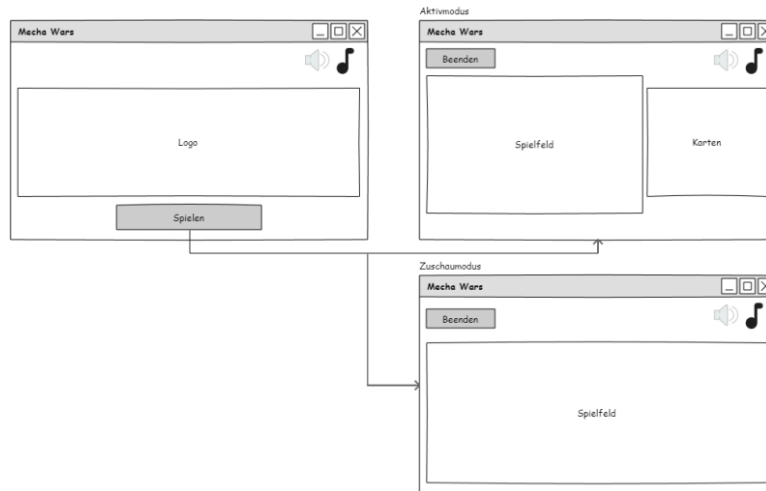 Mecha Wars
Logo
Spielen
Aktivmodus
Mecha Wars
Beenden
Spielfeld
Karten
Zuschaumodus
Mecha Wars
Beenden
Spielfeld